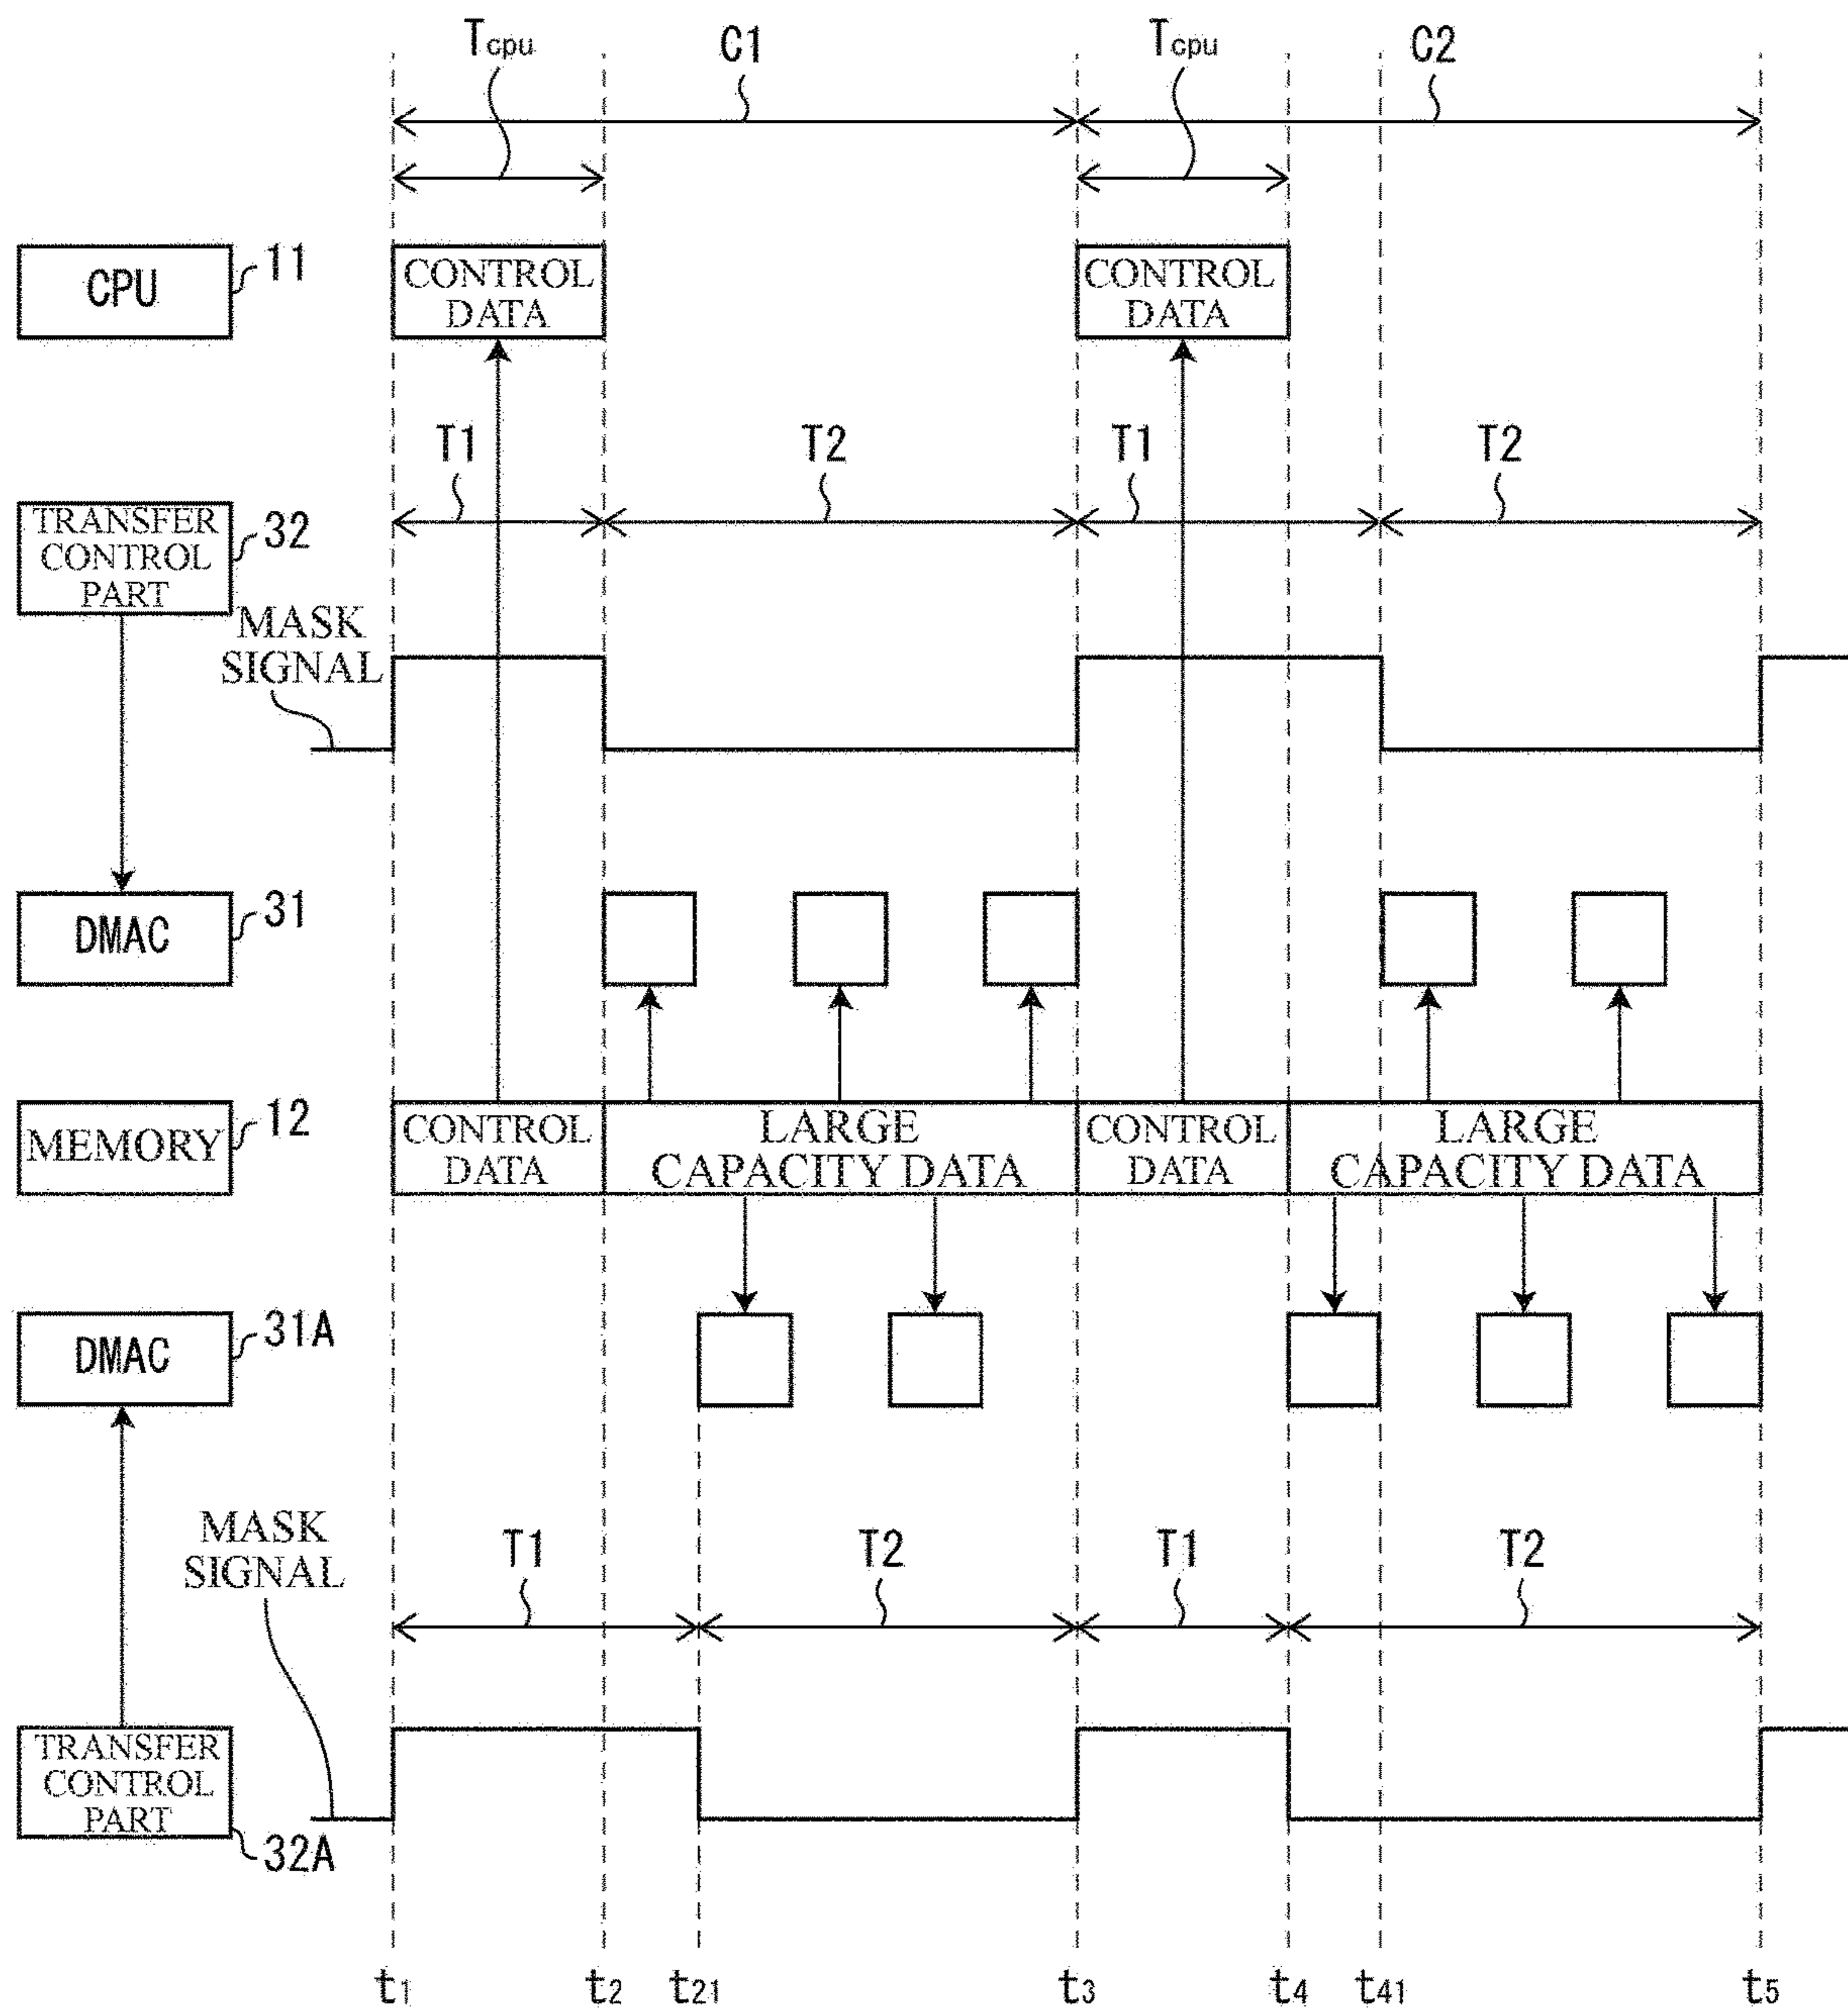 Tcpu C1 Tcpu C2
CPU 11
CONTROL
DATA
CONTROL
DATA
T1 T2 T1 T2
TRANSFER
CONTROL
PART
32
MASK
SIGNAL
DMAC 31
MEMORY 12
CONTROL
DATA
LARGE
CAPACITY DATA
CONTROL
DATA
LARGE
CAPACITY DATA
DMAC 31A
MASK
SIGNAL
T1 T2 T1 T2
TRANSFER
CONTROL
PART
32A
t1 t2 t21 t3 t4 t41 t5